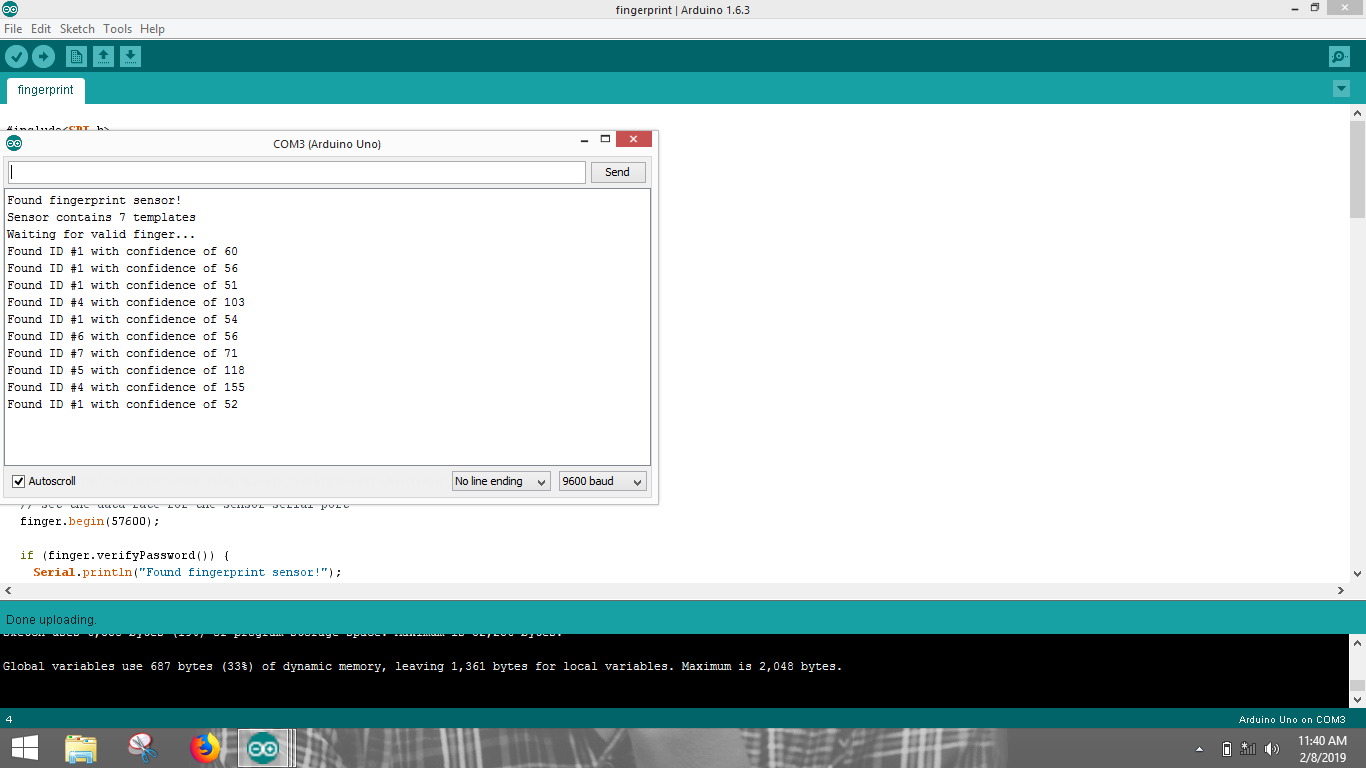 fingerprint | Arduino 1.6.3
File Edit Sketch Tools Help
fingerprint
COM3 (Arduino Uno)
Send
Found fingerprint sensor!
Sensor contains 7 templates
Waiting for valid finger...
Found ID #1 with confidence of 60
Found ID #1 with confidence of 56
Found ID #1 with confidence of 51
Found ID #4 with confidence of 103
Found ID #1 with confidence of 54
Found ID #6 with confidence of 56
Found ID #7 with confidence of 71
Found ID #5 with confidence of 118
Found ID #4 with confidence of 155
Found ID #1 with confidence of 52
Autoscroll
No line ending
9600 baud
// set the data rate for the sensor serial port
finger.begin(57600);
if (finger.verifyPassword()) {
Serial.println("Found fingerprint sensor!");
Done uploading.
Global variables use 687 bytes (33%) of dynamic memory, leaving 1,361 bytes for local variables. Maximum is 2,048 bytes.
4
Arduino Uno on COM3
11:40 AM
2/8/2019